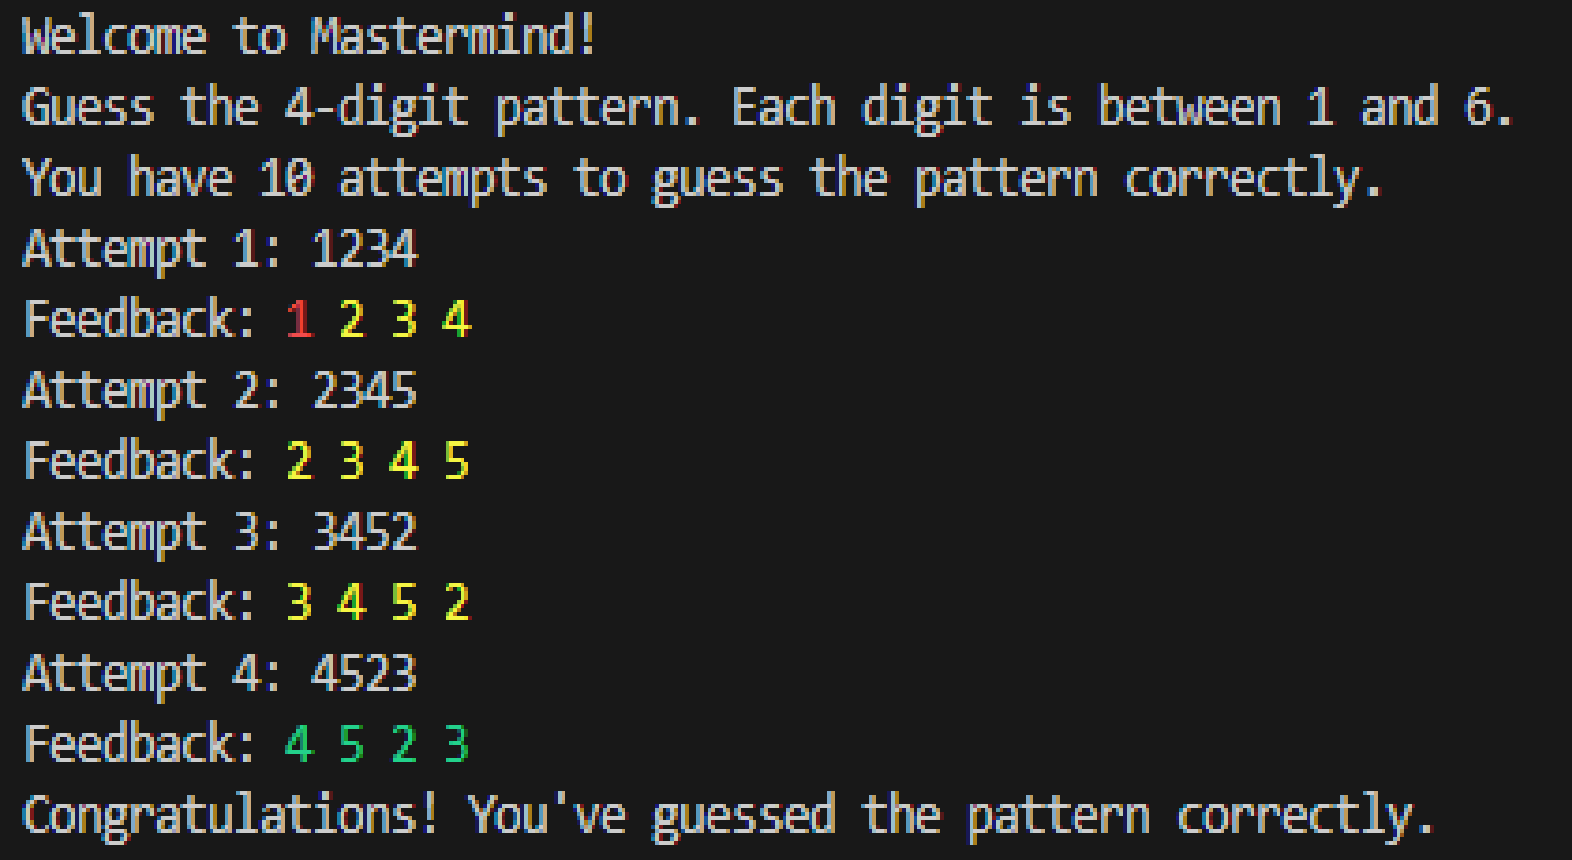 Welcome to Mastermind!
Guess the 4-digit pattern. Each digit is between 1 and 6.
You have 10 attempts to guess the pattern correctly.
Attempt 1: 1234
Feedback: 1 2 3 4
Attempt 2: 2345
Feedback: 2 3 4 5
Attempt 3: 3452
Feedback: 3 4 5 2
Attempt 4: 4523
Feedback: 4 5 2 3
Congratulations! You've guessed the pattern correctly.